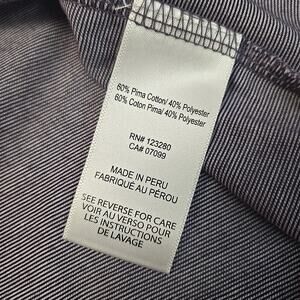 60% Pima Cotton/ 40% Polyester
60% Coton Pima/ 40% Polyester
RN# 123280
CA# 07099
MADE IN PERU
FABRIQUÉ AU PÉROU
SEE REVERSE FOR CARE
VOIR AU VERSO POUR
LES INSTRUCTIONS
DE LAVAGE